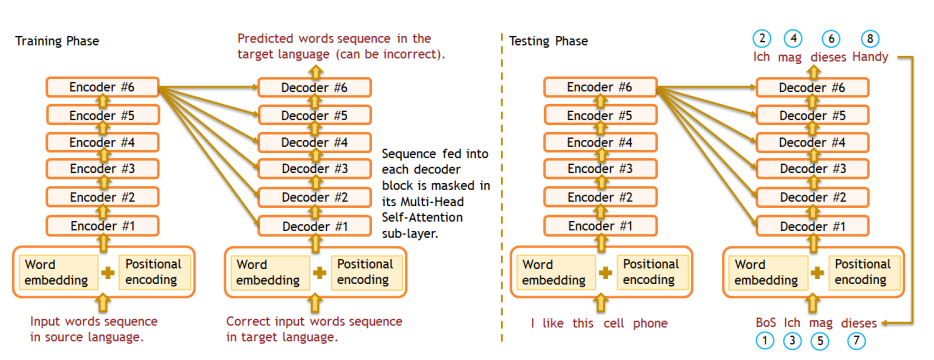 Training Phase
Predicted words sequence in the
target language (can be incorrect).
Encoder #6
Encoder #5
Encoder #4
Encoder #3
Encoder #2
Encoder #1
Decoder #6
Decoder #5
Decoder #4
Decoder #3
Decoder #2
Decoder #1
Sequence fed into
each decoder
block is masked in
its Multi-Head
Self-Attention
sub-layer.
Word
embedding
+
Positional
encoding
Word
embedding
+
Positional
encoding
Input words sequence
in source language.
Correct input words sequence
in target language.
Testing Phase
2 4 6 8
Ich mag dieses Handy
Encoder #6
Encoder #5
Encoder #4
Encoder #3
Encoder #2
Encoder #1
Decoder #6
Decoder #5
Decoder #4
Decoder #3
Decoder #2
Decoder #1
Word
embedding
+
Positional
encoding
Word
embedding
+
Positional
encoding
I like this cell phone
BoS Ich mag dieses
1 3 5 7